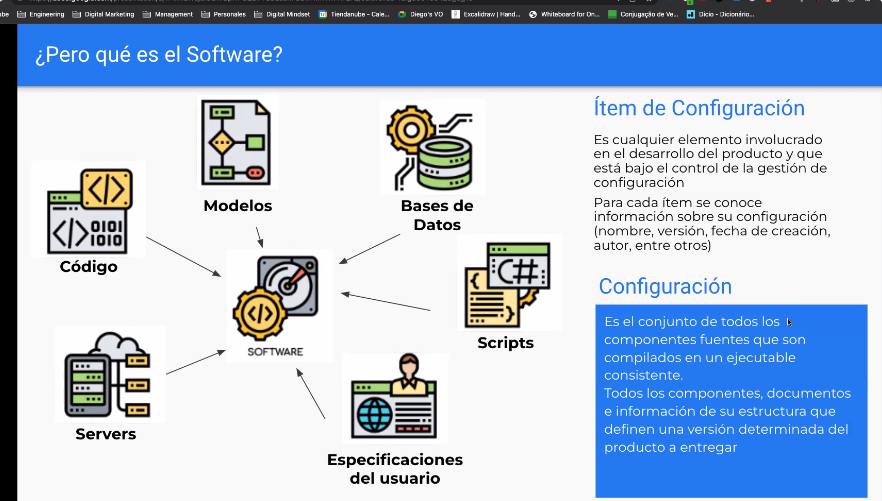 Engineering
Digital Marketing
Management
Personales
Digital Mindset
Tiendanube - Cale...
Diego's VO
Excalidraw | Hand...
Whiteboard for On...
Conjugação de Ve...
Dicio - Dicionário...
¿Pero qué es el Software?
Modelos
Bases de
Datos
Código
Scripts
SOFTWARE
Servers
Especificaciones
del usuario
</>
</>
0101
1010
C#
</>
Ítem de Configuración
Es cualquier elemento involucrado
en el desarrollo del producto y que
está bajo el control de la gestión de
configuración
Para cada ítem se conoce
información sobre su configuración
(nombre, versión, fecha de creación,
autor, entre otros)
Configuración
Es el conjunto de todos los
componentes fuentes que son
compilados en un ejecutable
consistente.
Todos los componentes, documentos
e información de su estructura que
definen una versión determinada del
producto a entregar